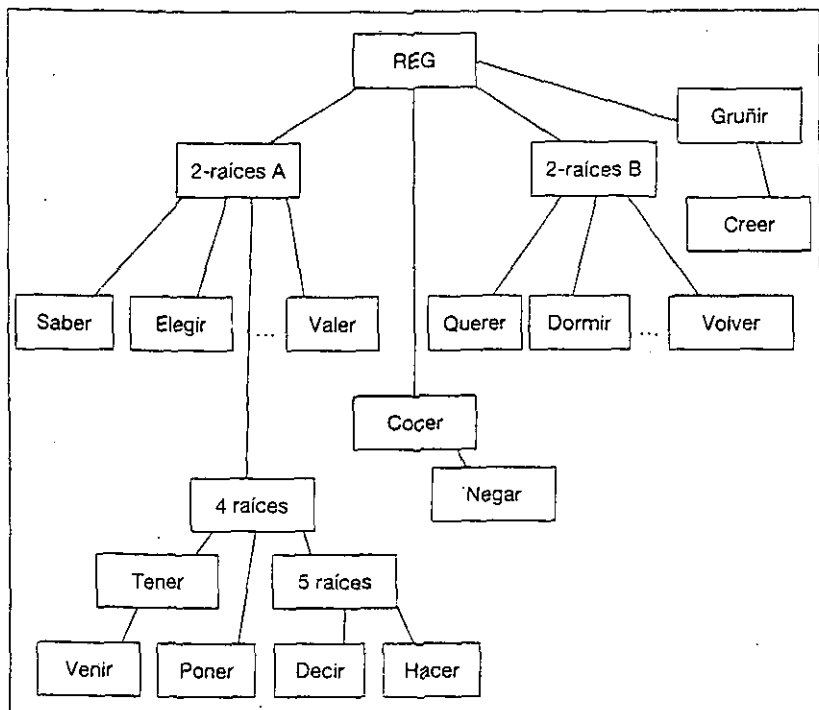 REG
Gruñir
2-raíces A
2-raíces B
Creer
Saber
Elegir
...
Valer
Querer
Dormir
...
Volver
Cocer
Negar
4 raíces
Tener
5 raíces
Venir
Poner
Decir
Hacer